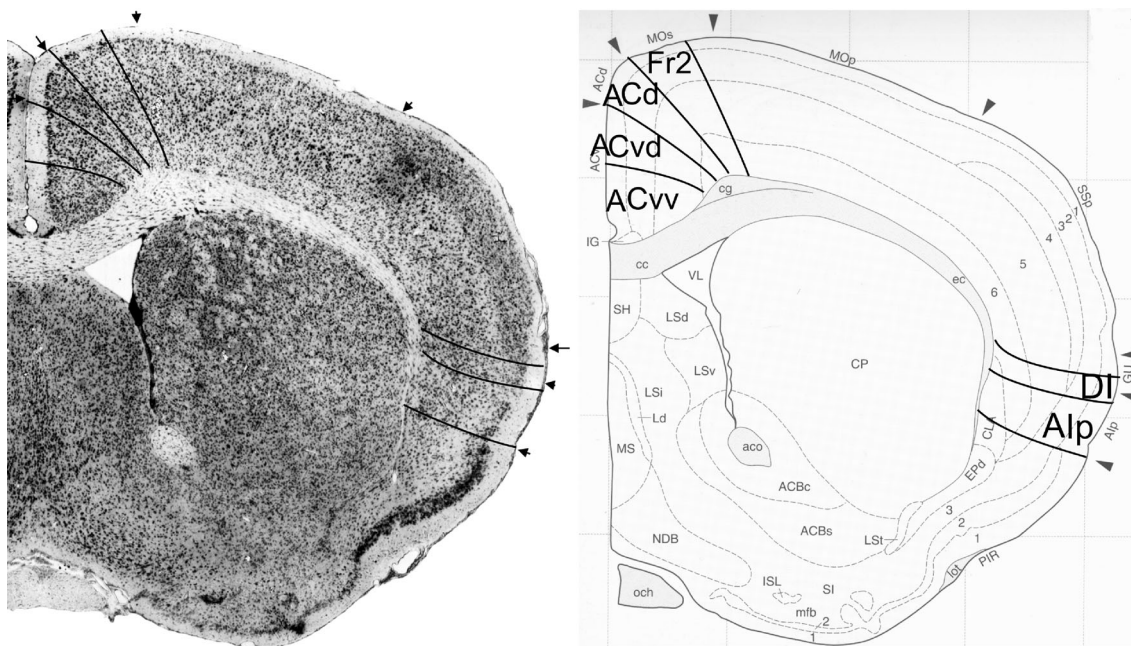 MOs
Fr2
MOp
ACd
ACd
ACvd
ACvv
cg
SSp
1
2
3
4
IG
cc
VL
5
ec
6
SH
LSd
CP
LSv
GU
DI
LSi
Ld
AIp
AIp
CLA
MS
aco
EPd
ACBc
3
ACBs
2
NDB
LSt
1
PIR
lot
ISL
SI
och
mfb
2
1